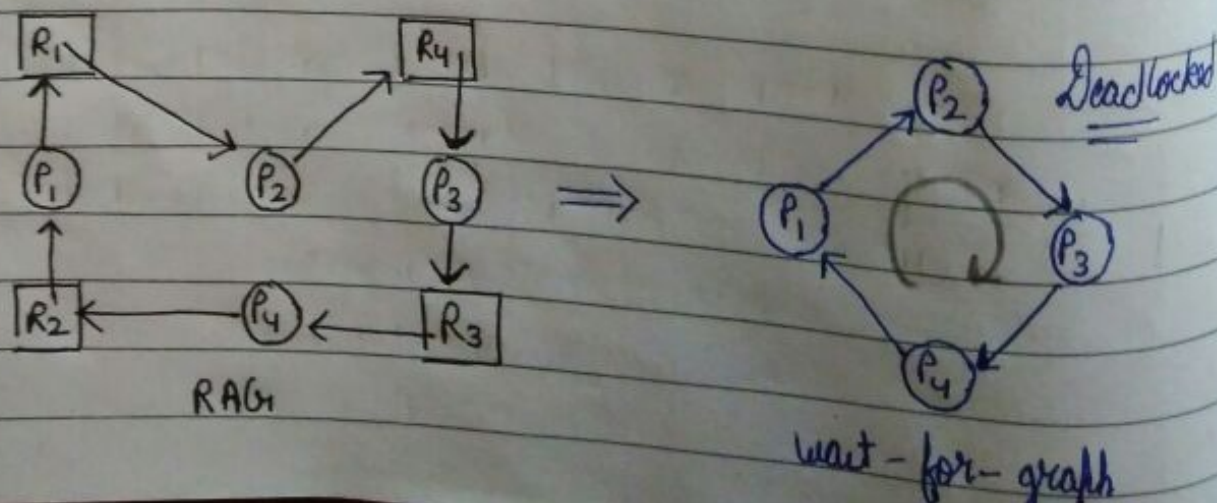 R1 R4
P2 Deadlocked
P1 P2 P3
P1 P3
R2 P4 R3
P4
RAG
wait-for-graph